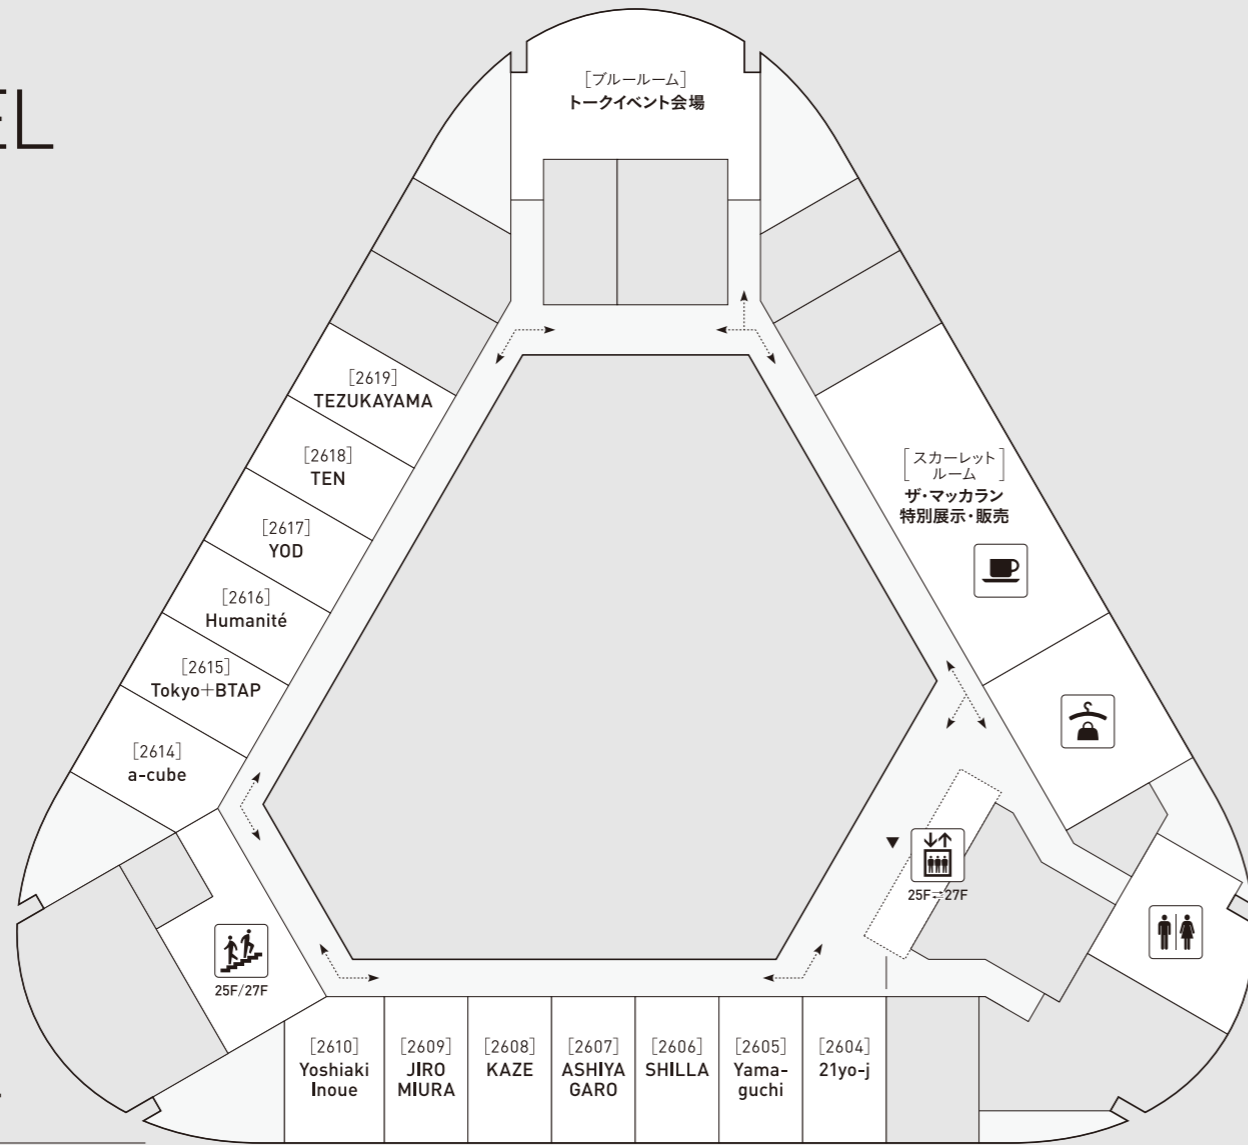 EL
[ブルールーム]
トークイベント会場
[2619]
TEZUKAYAMA
[2618]
TEN
[2617]
YOD
[2616]
Humanité
[2615]
Tokyo+BTAP
[2614]
a-cube
[スカーレット
ルーム]
ザ・マッカラン
特別展示・販売
25F⇄27F
25F/27F
[2610]
Yoshiaki
Inoue
[2609]
JIRO
MIURA
[2608]
KAZE
[2607]
ASHIYA
GARO
[2606]
SHILLA
[2605]
Yama-
guchi
[2604]
21yo-j